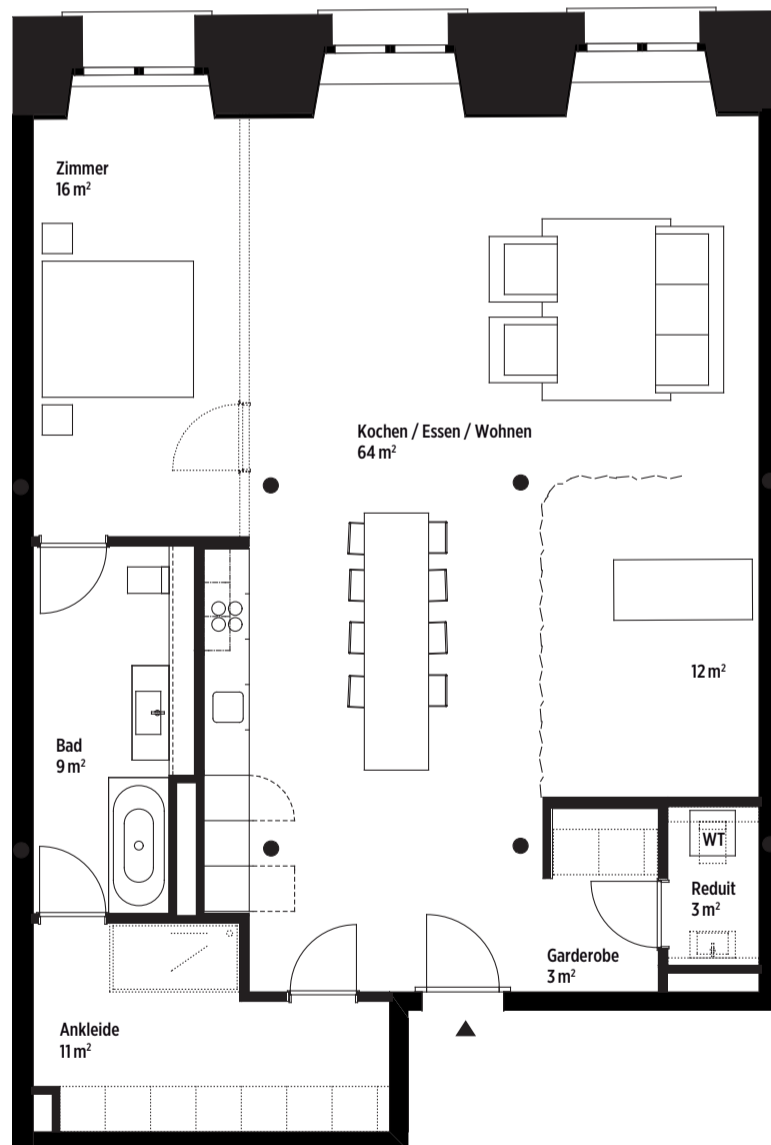 Zimmer
16 m²
Kochen / Essen / Wohnen
64 m²
12 m²
Bad
9 m²
WT
Reduit
3 m²
Garderobe
3 m²
Ankleide
11 m²